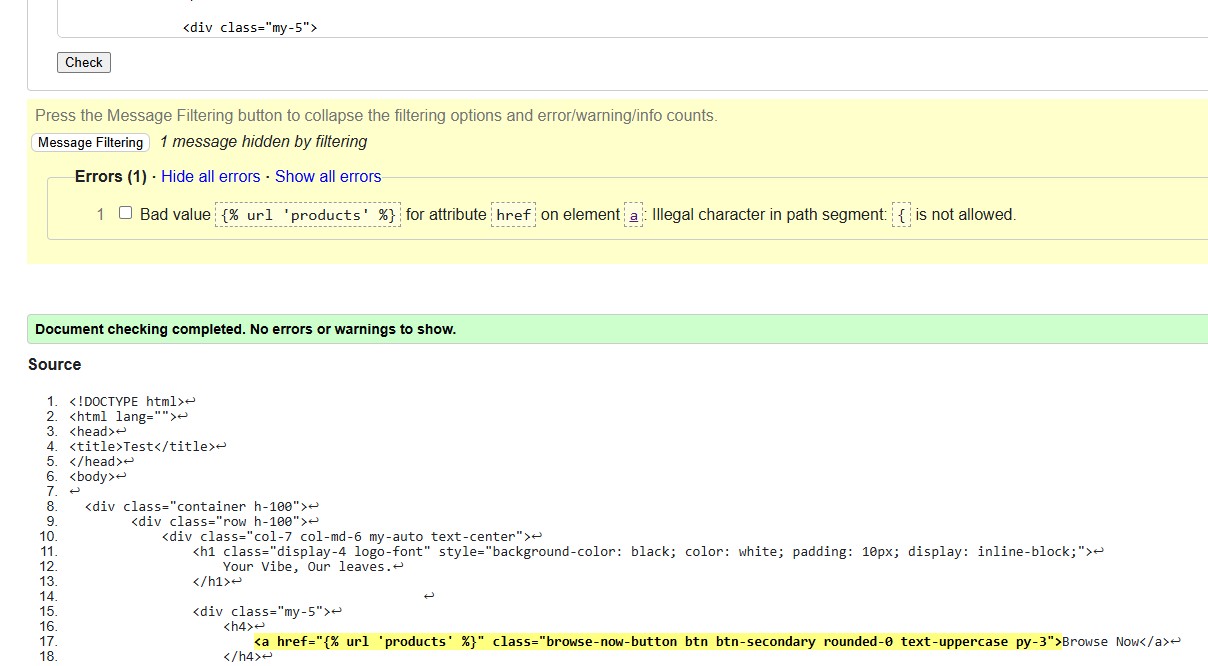 <div class="my-5">
Check
Press the Message Filtering button to collapse the filtering options and error/warning/info counts.
Message Filtering 1 message hidden by filtering
Errors (1) · Hide all errors · Show all errors
1 Bad value {% url 'products' %} for attribute href on element a: Illegal character in path segment: { is not allowed.
Document checking completed. No errors or warnings to show.
Source
1. <!DOCTYPE html>↩
2. <html lang="">↩
3. <head>↩
4. <title>Test</title>↩
5. </head>↩
6. <body>↩
7. ↩
8. <div class="container h-100">↩
9. <div class="row h-100">↩
10. <div class="col-7 col-md-6 my-auto text-center">↩
11. <h1 class="display-4 logo-font" style="background-color: black; color: white; padding: 10px; display: inline-block;">↩
12. Your Vibe, Our leaves.↩
13. </h1>↩
14. ↩
15. <div class="my-5">↩
16. <h4>↩
17. <a href="{% url 'products' %}" class="browse-now-button btn btn-secondary rounded-0 text-uppercase py-3">Browse Now</a>↩
18. </h4>↩